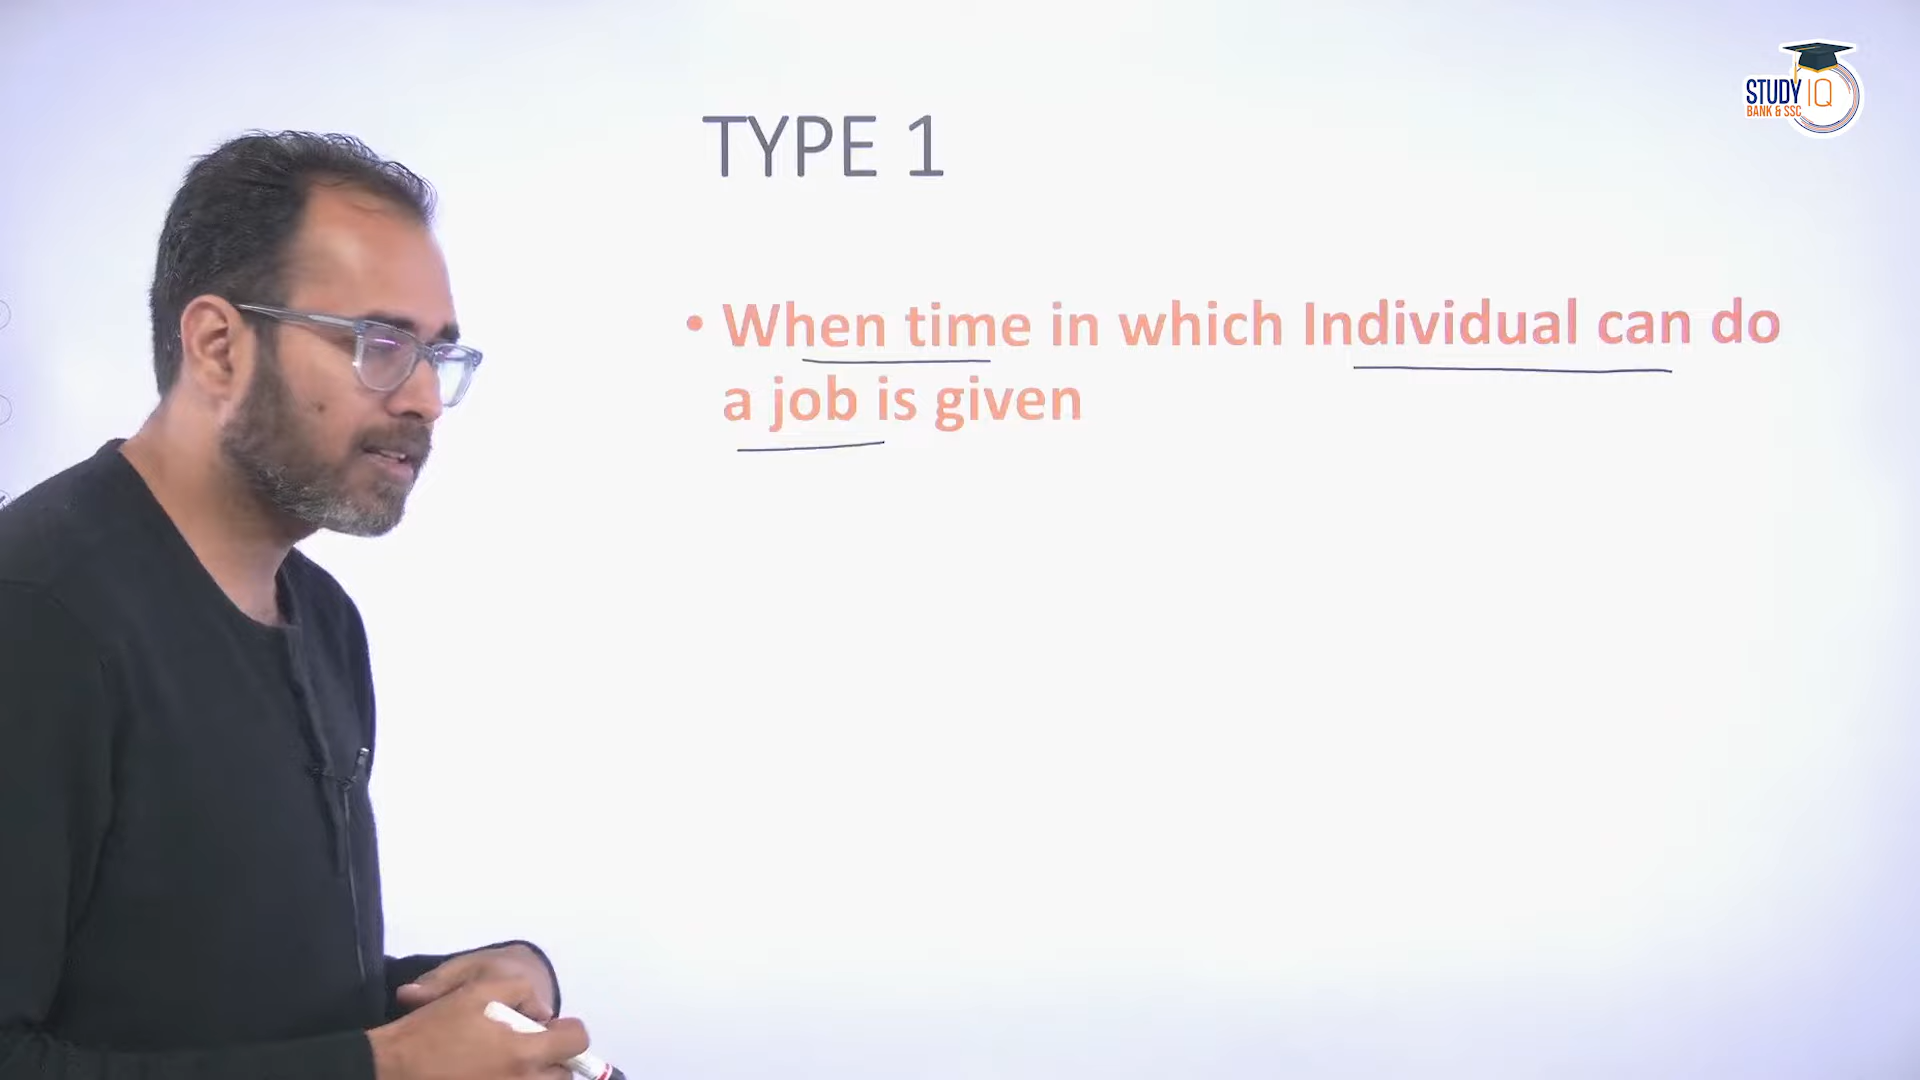 STUDY IQ
BANK & SSC
TYPE 1
• When time in which Individual can do
a job is given